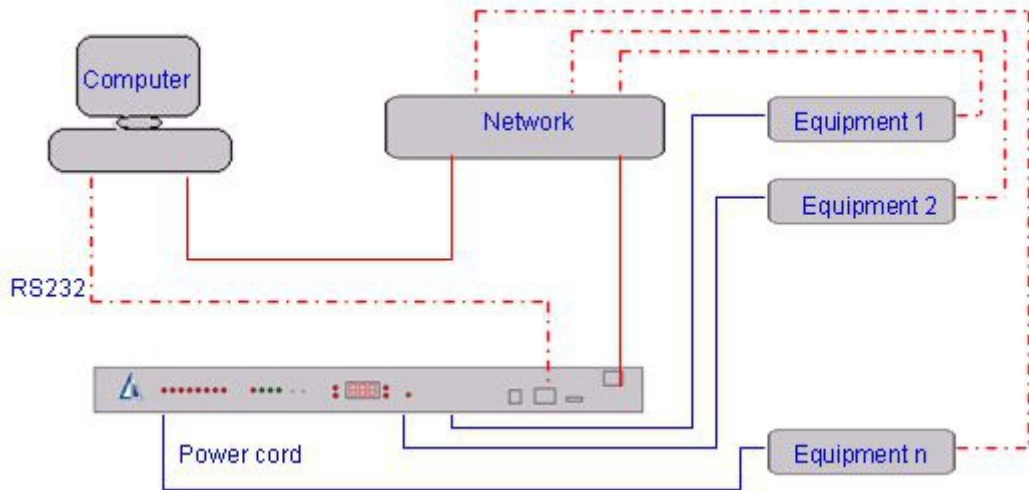 Computer
Network
Equipment 1
Equipment 2
RS232
Power cord
Equipment n